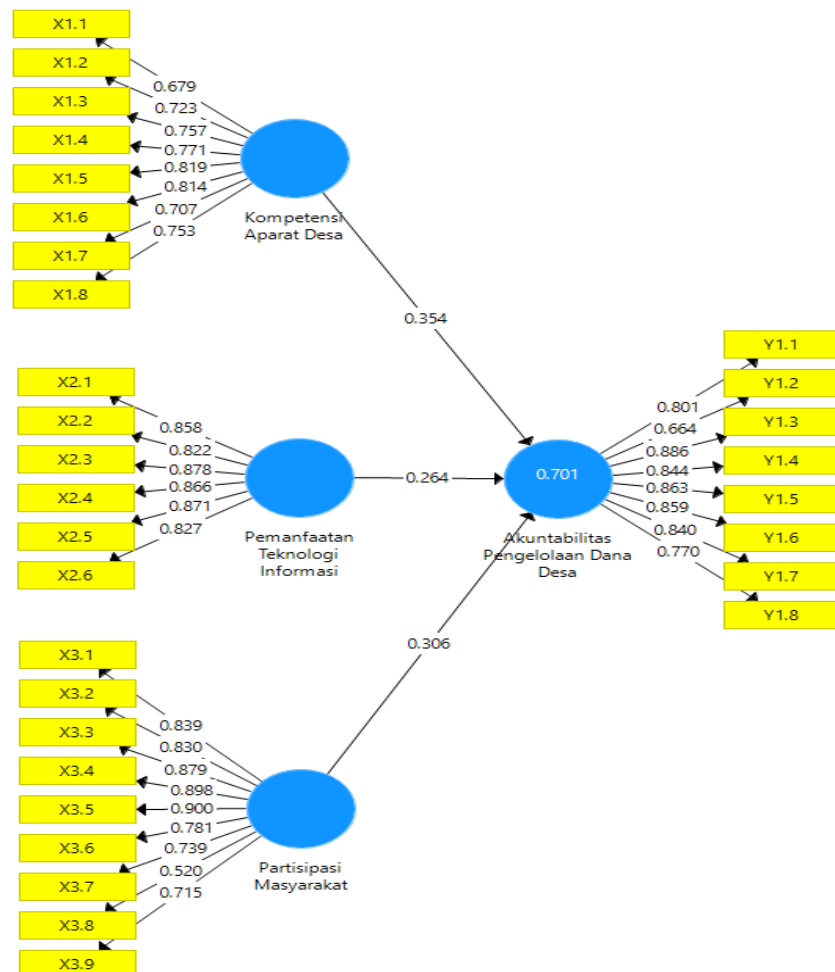 X1.1
X1.2
X1.3
X1.4
X1.5
X1.6
X1.7
X1.8
0.679
0.723
0.757
0.771
0.819
0.814
0.707
0.753
Kompetensi
Aparat Desa
0.354
X2.1
X2.2
X2.3
X2.4
X2.5
X2.6
0.858
0.822
0.878
0.866
0.871
0.827
Pemanfaatan
Teknologi
Informasi
0.264
X3.1
X3.2
X3.3
X3.4
X3.5
X3.6
X3.7
X3.8
X3.9
0.839
0.830
0.879
0.898
0.900
0.781
0.739
0.520
0.715
Partisipasi
Masyarakat
0.306
0.701
Akuntabilitas
Pengelolaan Dana
Desa
0.801
0.664
0.886
0.844
0.863
0.859
0.840
0.770
Y1.1
Y1.2
Y1.3
Y1.4
Y1.5
Y1.6
Y1.7
Y1.8